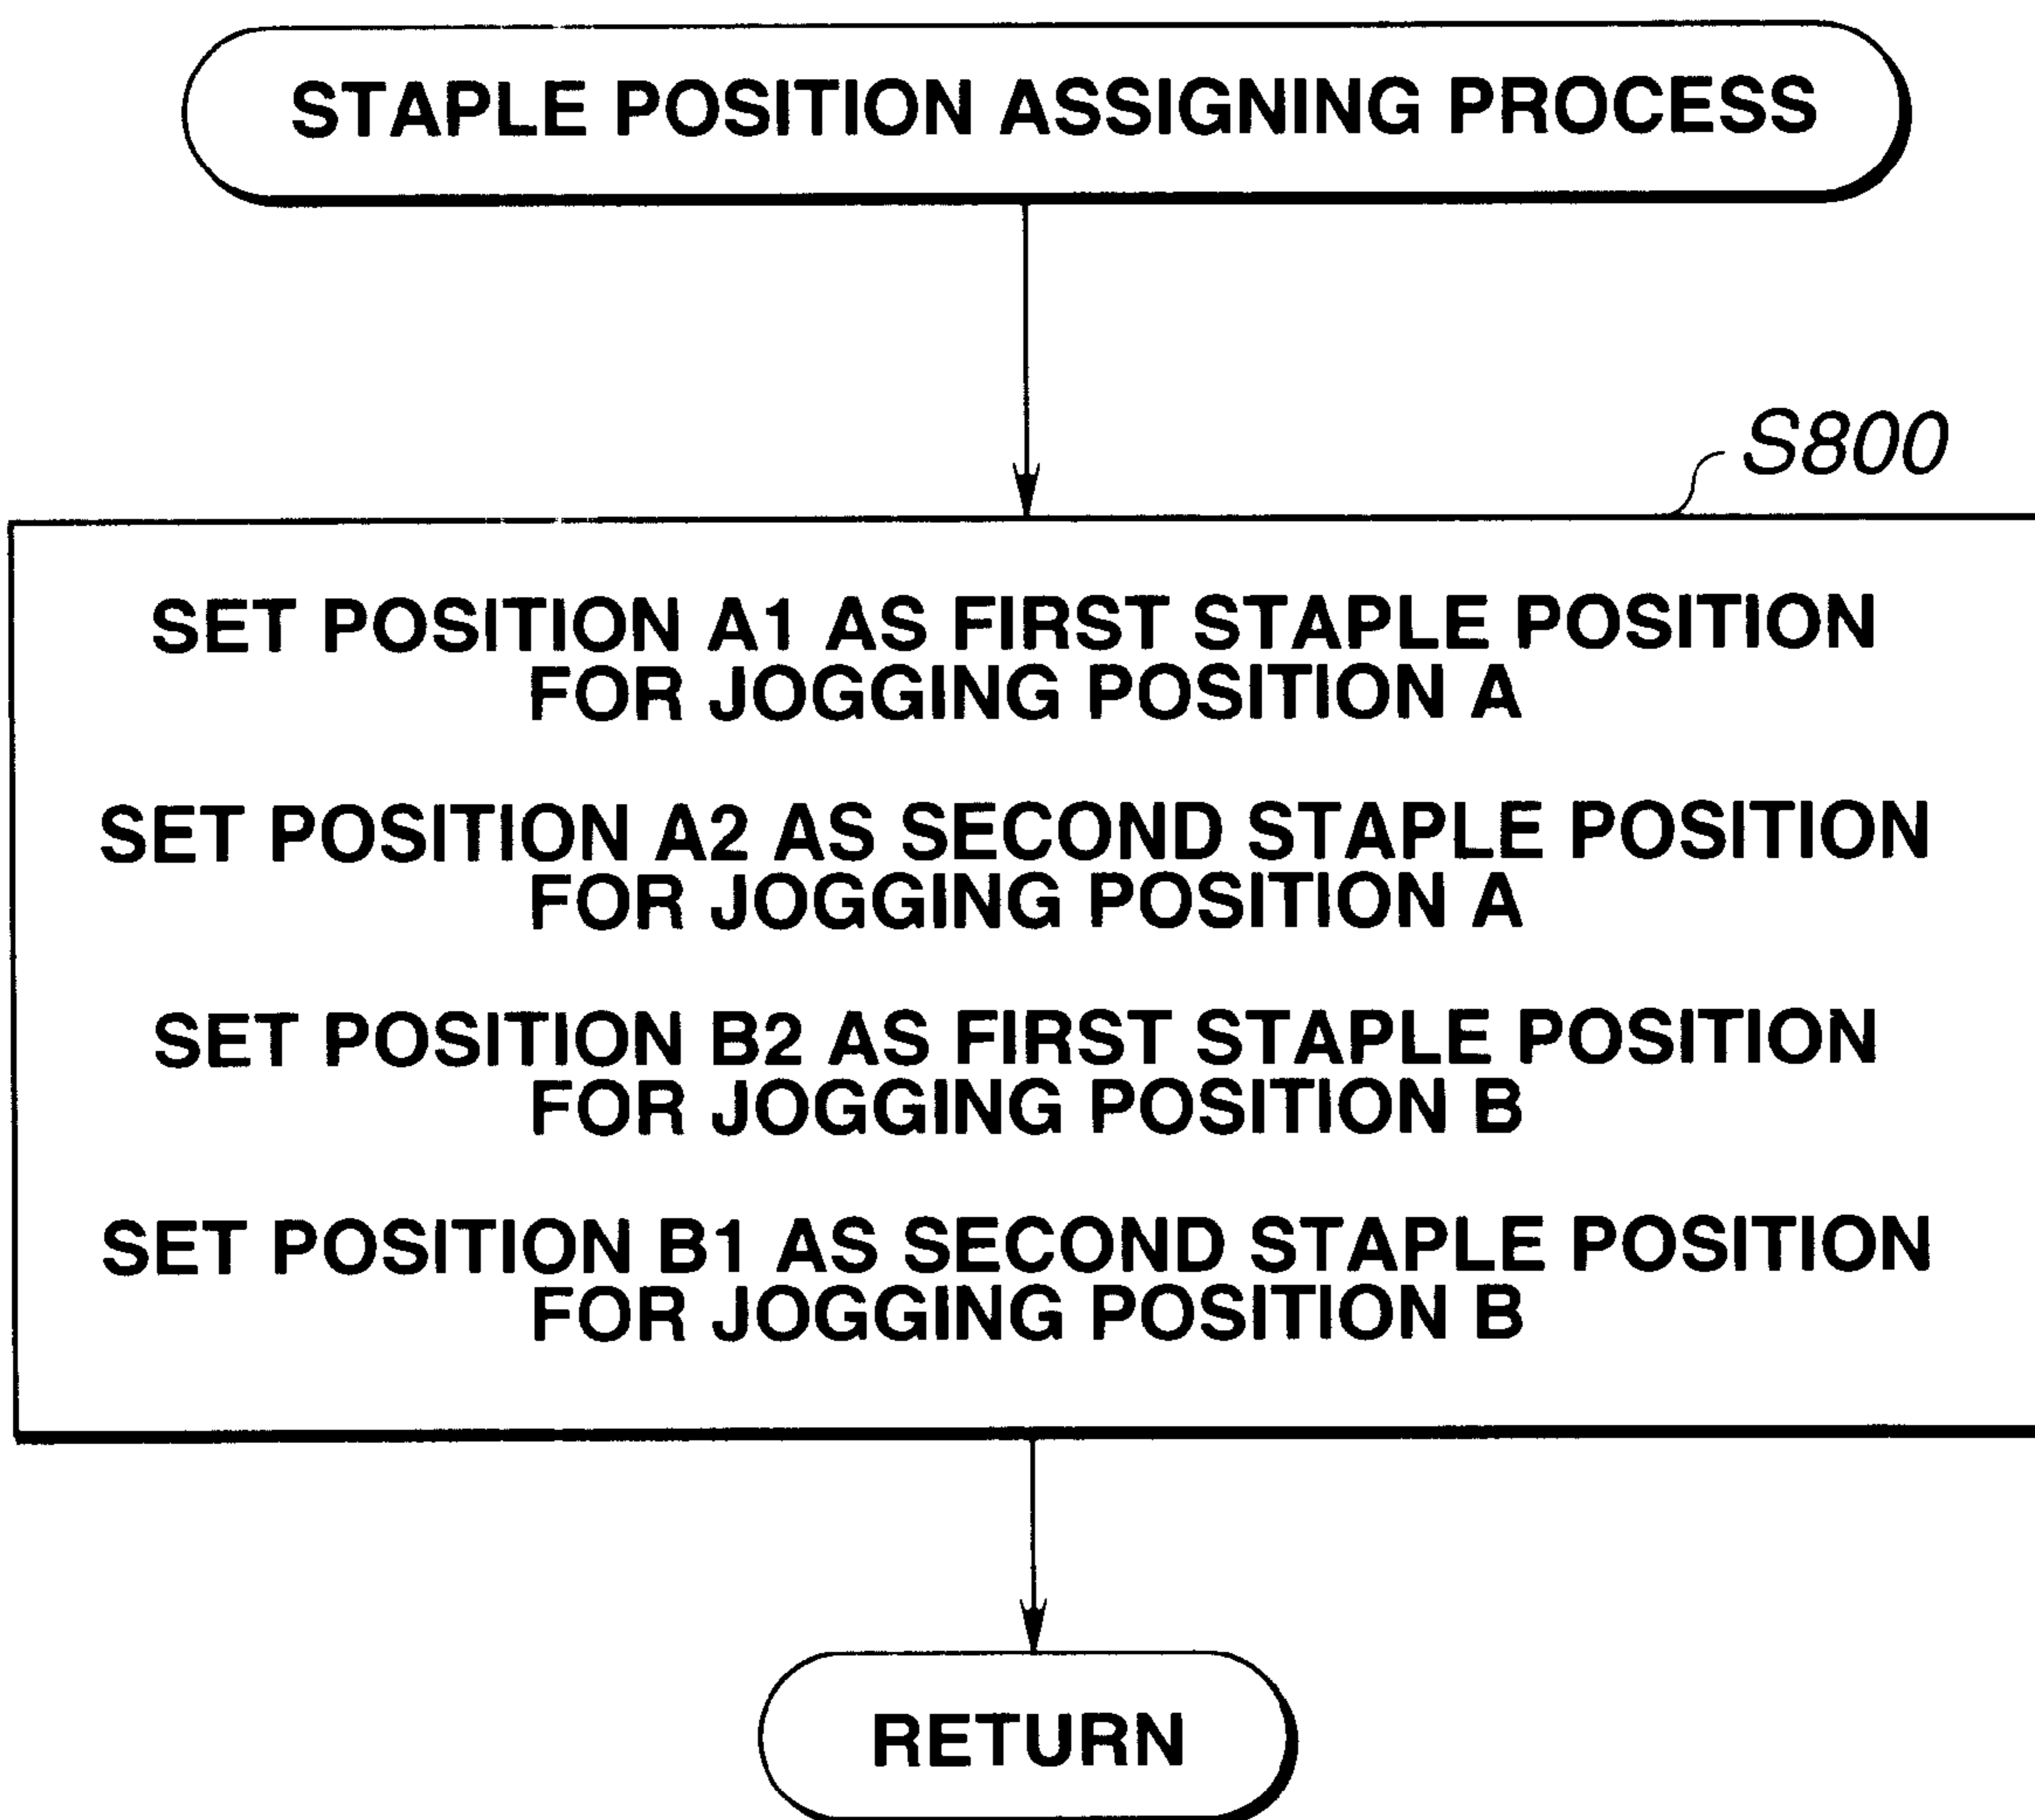 STAPLE POSITION ASSIGNING PROCESS
S800
SET POSITION A1 AS FIRST STAPLE POSITION
FOR JOGGING POSITION A
SET POSITION A2 AS SECOND STAPLE POSITION
FOR JOGGING POSITION A
SET POSITION B2 AS FIRST STAPLE POSITION
FOR JOGGING POSITION B
SET POSITION B1 AS SECOND STAPLE POSITION
FOR JOGGING POSITION B
RETURN